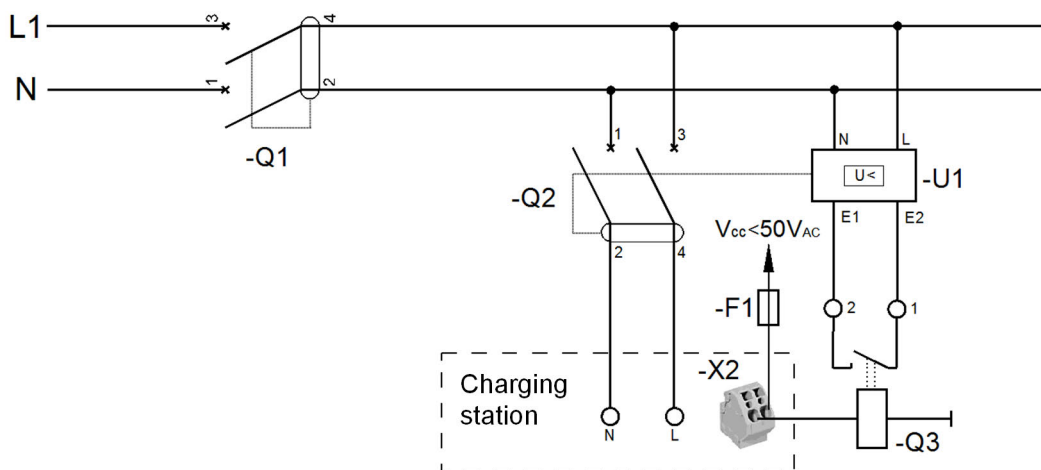 L1
3
4
N
1
2
-Q1
1
3
N
L
U<
-U1
-Q2
2
4
E1
E2
Vcc<50VAC
-F1
2
1
-X2
Charging
station
N
L
-Q3